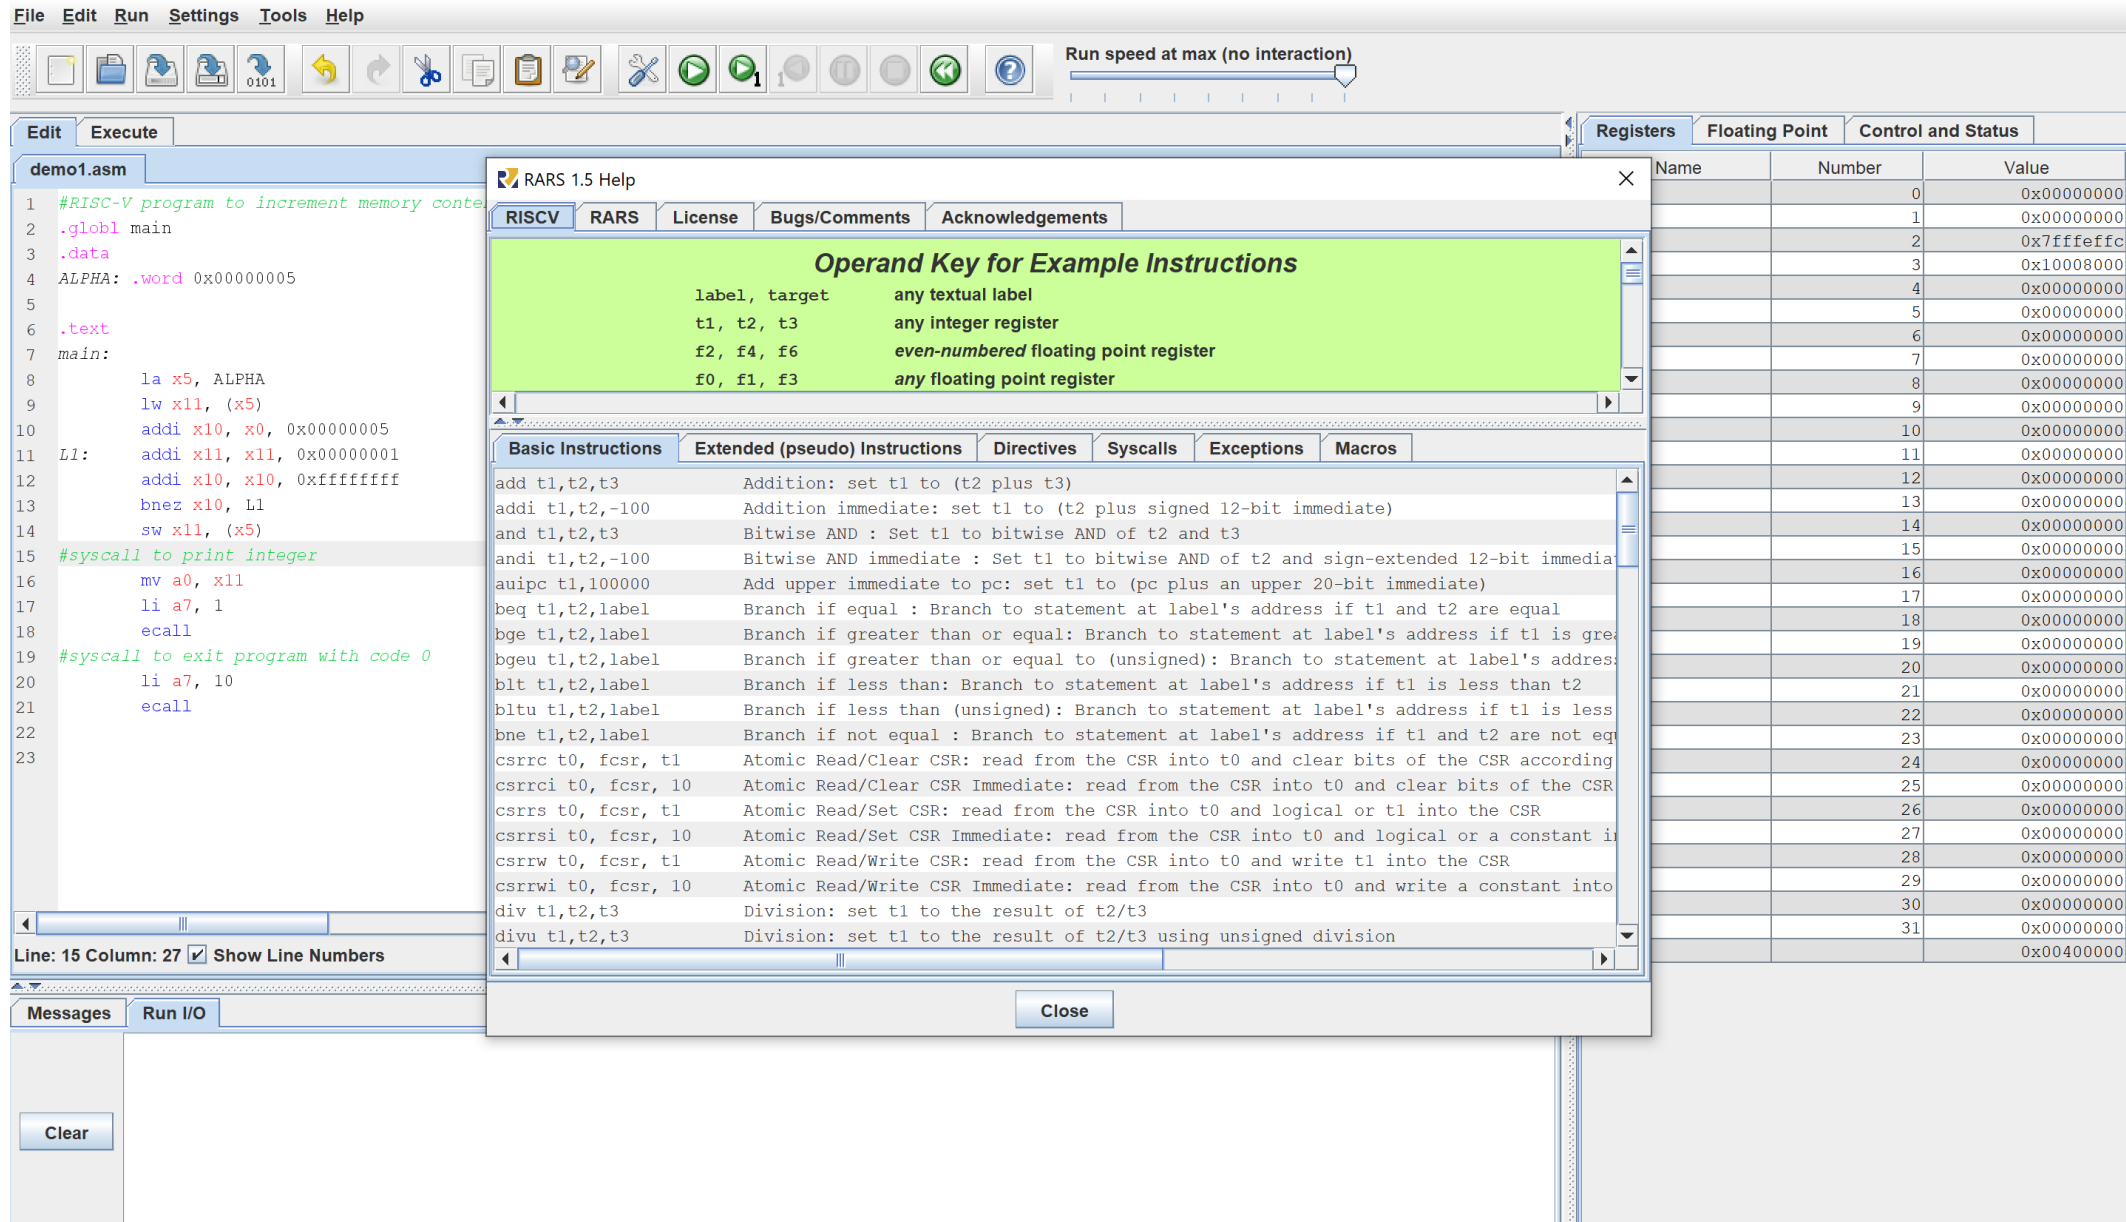 File Edit Run Settings Tools Help
0101
1
1
Run speed at max (no interaction)
Edit Execute
demo1.asm
1 #RISC-V program to increment memory conte
2 .globl main
3 .data
4 ALPHA: .word 0x00000005
5
6 .text
7 main:
8 la x5, ALPHA
9 lw x11, (x5)
10 addi x10, x0, 0x00000005
11 L1: addi x11, x11, 0x00000001
12 addi x10, x10, 0xffffffff
13 bnez x10, L1
14 sw x11, (x5)
15 #syscall to print integer
16 mv a0, x11
17 li a7, 1
18 ecall
19 #syscall to exit program with code 0
20 li a7, 10
21 ecall
22
23
Line: 15 Column: 27 Show Line Numbers
Messages Run I/O
Clear
RARS 1.5 Help
RISCV RARS License Bugs/Comments Acknowledgements
Operand Key for Example Instructions
label, target any textual label
t1, t2, t3 any integer register
f2, f4, f6 even-numbered floating point register
f0, f1, f3 any floating point register
Basic Instructions Extended (pseudo) Instructions Directives Syscalls Exceptions Macros
add t1,t2,t3 Addition: set t1 to (t2 plus t3)
addi t1,t2,-100 Addition immediate: set t1 to (t2 plus signed 12-bit immediate)
and t1,t2,t3 Bitwise AND : Set t1 to bitwise AND of t2 and t3
andi t1,t2,-100 Bitwise AND immediate : Set t1 to bitwise AND of t2 and sign-extended 12-bit immedia
auipc t1,100000 Add upper immediate to pc: set t1 to (pc plus an upper 20-bit immediate)
beq t1,t2,label Branch if equal : Branch to statement at label's address if t1 and t2 are equal
bge t1,t2,label Branch if greater than or equal: Branch to statement at label's address if t1 is grea
bgeu t1,t2,label Branch if greater than or equal to (unsigned): Branch to statement at label's address
blt t1,t2,label Branch if less than: Branch to statement at label's address if t1 is less than t2
bltu t1,t2,label Branch if less than (unsigned): Branch to statement at label's address if t1 is less
bne t1,t2,label Branch if not equal : Branch to statement at label's address if t1 and t2 are not equ
csrrc t0, fcsr, t1 Atomic Read/Clear CSR: read from the CSR into t0 and clear bits of the CSR according
csrrci t0, fcsr, 10 Atomic Read/Clear CSR Immediate: read from the CSR into t0 and clear bits of the CSR
csrrs t0, fcsr, t1 Atomic Read/Set CSR: read from the CSR into t0 and logical or t1 into the CSR
csrrsi t0, fcsr, 10 Atomic Read/Set CSR Immediate: read from the CSR into t0 and logical or a constant i
csrrw t0, fcsr, t1 Atomic Read/Write CSR: read from the CSR into t0 and write t1 into the CSR
csrrwi t0, fcsr, 10 Atomic Read/Write CSR Immediate: read from the CSR into t0 and write a constant into
div t1,t2,t3 Division: set t1 to the result of t2/t3
divu t1,t2,t3 Division: set t1 to the result of t2/t3 using unsigned division
Close
Registers Floating Point Control and Status
Name Number Value
0 0x00000000
1 0x00000000
2 0x7fffeffc
3 0x10008000
4 0x00000000
5 0x00000000
6 0x00000000
7 0x00000000
8 0x00000000
9 0x00000000
10 0x00000000
11 0x00000000
12 0x00000000
13 0x00000000
14 0x00000000
15 0x00000000
16 0x00000000
17 0x00000000
18 0x00000000
19 0x00000000
20 0x00000000
21 0x00000000
22 0x00000000
23 0x00000000
24 0x00000000
25 0x00000000
26 0x00000000
27 0x00000000
28 0x00000000
29 0x00000000
30 0x00000000
31 0x00000000
0x00400000